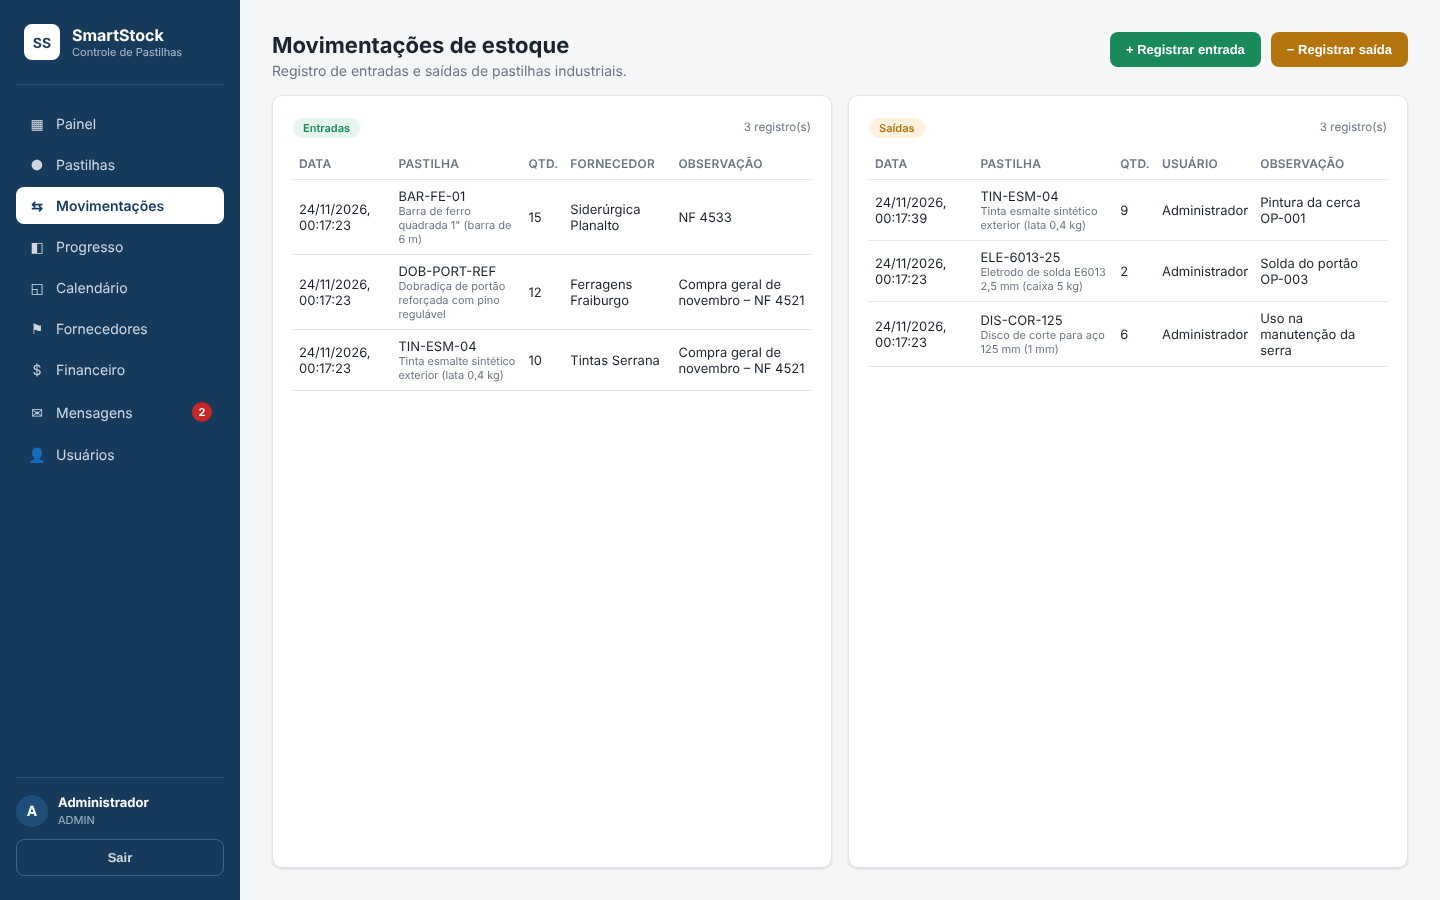 SS
SmartStock
Controle de Pastilhas
Painel
Pastilhas
Movimentações
Progresso
Calendário
Fornecedores
$ Financeiro
Mensagens 2
Usuários
A
Administrador
ADMIN
Sair
Movimentações de estoque
Registro de entradas e saídas de pastilhas industriais.
+ Registrar entrada
− Registrar saída
Entradas
3 registro(s)
DATA PASTILHA QTD. FORNECEDOR OBSERVAÇÃO
24/11/2026,
00:17:23
BAR-FE-01
Barra de ferro
quadrada 1" (barra de
6 m)
15
Siderúrgica
Planalto
NF 4533
24/11/2026,
00:17:23
DOB-PORT-REF
Dobradiça de portão
reforçada com pino
regulável
12
Ferragens
Fraiburgo
Compra geral de
novembro – NF 4521
24/11/2026,
00:17:23
TIN-ESM-04
Tinta esmalte sintético
exterior (lata 0,4 kg)
10
Tintas Serrana
Compra geral de
novembro – NF 4521
Saídas
3 registro(s)
DATA PASTILHA QTD. USUÁRIO OBSERVAÇÃO
24/11/2026,
00:17:39
TIN-ESM-04
Tinta esmalte sintético
exterior (lata 0,4 kg)
9
Administrador
Pintura da cerca
OP-001
24/11/2026,
00:17:23
ELE-6013-25
Eletrodo de solda E6013
2,5 mm (caixa 5 kg)
2
Administrador
Solda do portão
OP-003
24/11/2026,
00:17:23
DIS-COR-125
Disco de corte para aço
125 mm (1 mm)
6
Administrador
Uso na
manutenção da
serra